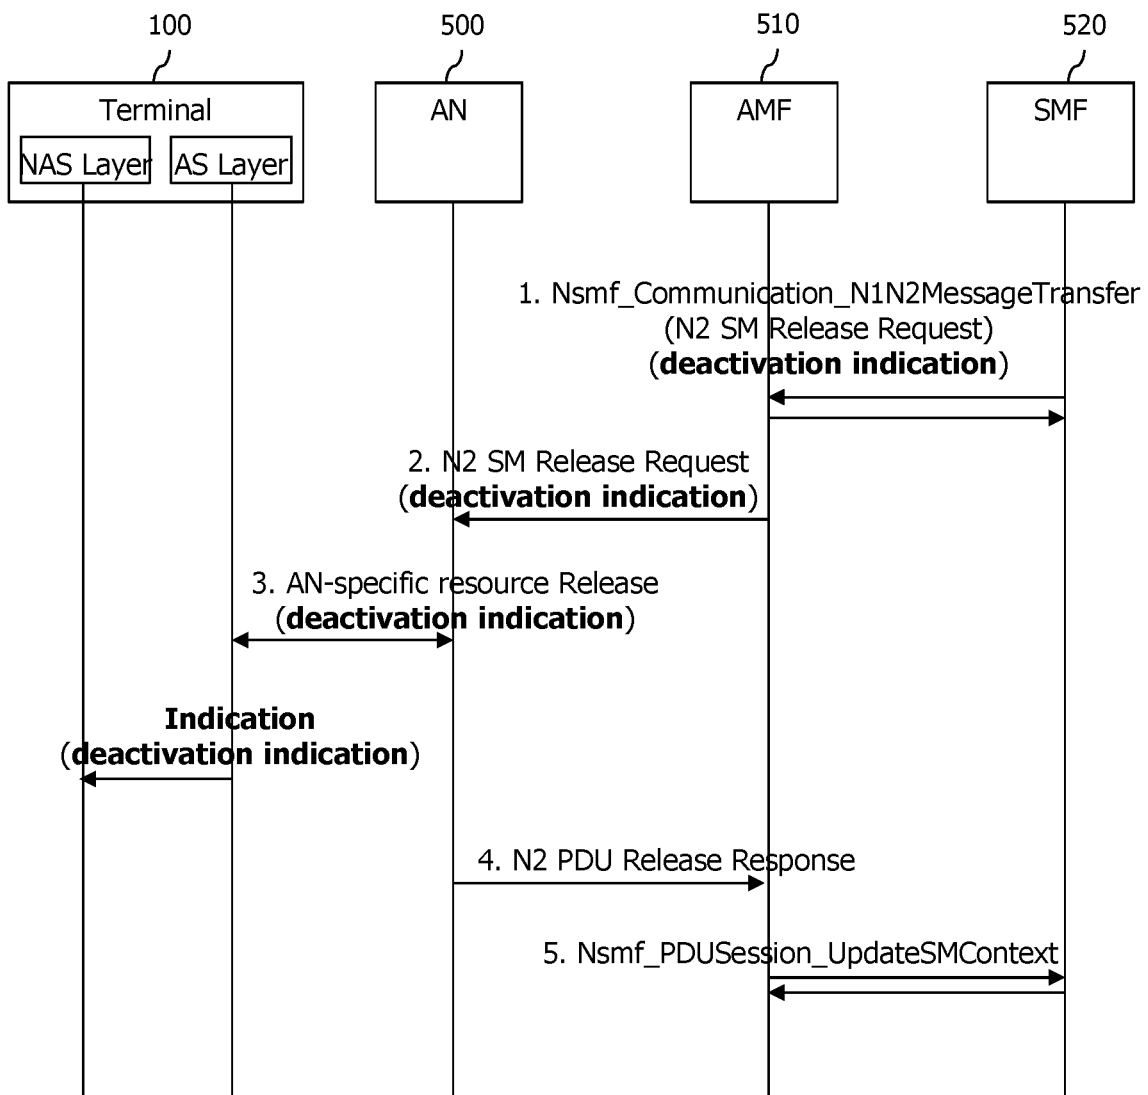 100
500
510
520
Terminal
AN
AMF
SMF
NAS Layer
AS Layer
1. Nsmf_Communication_N1N2MessageTransfer
(N2 SM Release Request)
(deactivation indication)
2. N2 SM Release Request
(deactivation indication)
3. AN-specific resource Release
(deactivation indication)
Indication
(deactivation indication)
4. N2 PDU Release Response
5. Nsmf_PDUSession_UpdateSMContext